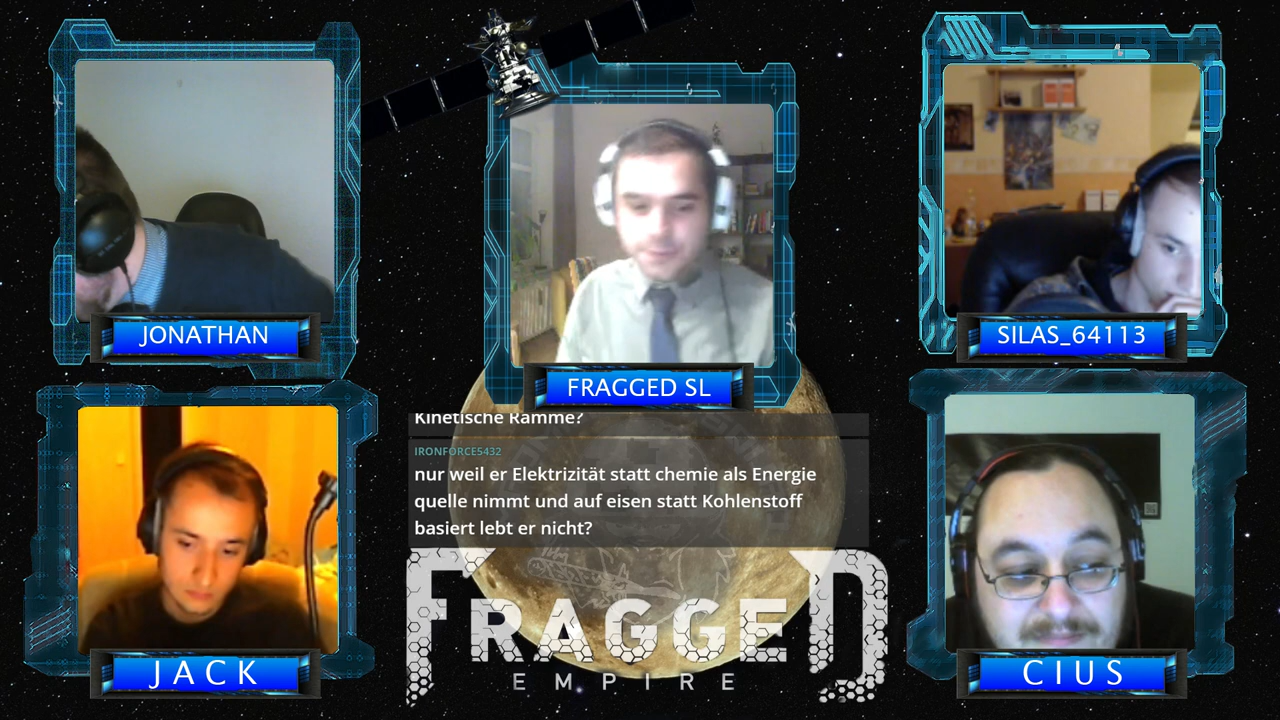 JONATHAN
FRAGGED SL
SILAS_64113
Kinetische Ramme?
IRONFORCE5432
nur weil er Elektrizität statt chemie als Energie
quelle nimmt und auf eisen statt Kohlenstoff
basiert lebt er nicht?
FRAGGED
EMPIRE
JACK
CIUS